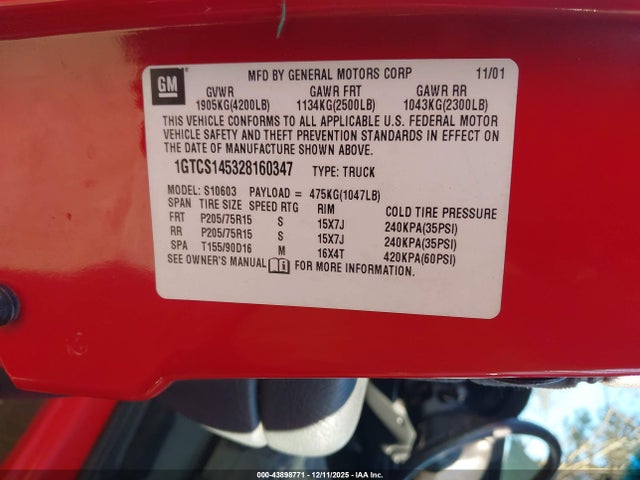 GM
MFD BY GENERAL MOTORS CORP 11/01
GVWR GAWR FRT GAWR RR
1905KG(4200LB) 1134KG(2500LB) 1043KG(2300LB)
THIS VEHICLE CONFORMS TO ALL APPLICABLE U.S. FEDERAL MOTOR
VEHICLE SAFETY AND THEFT PREVENTION STANDARDS IN EFFECT ON
THE DATE OF MANUFACTURE SHOWN ABOVE.
1GTCS145328160347 TYPE: TRUCK
MODEL: S10603 PAYLOAD = 475KG(1047LB)
SPAN TIRE SIZE SPEED RTG RIM COLD TIRE PRESSURE
FRT P205/75R15 S 15X7J 240KPA(35PSI)
RR P205/75R15 S 15X7J 240KPA(35PSI)
SPA T155/90D16 M 16X4T 420KPA(60PSI)
SEE OWNER'S MANUAL FOR MORE INFORMATION.
000-43898771 - 12/11/2025 - IAA Inc.